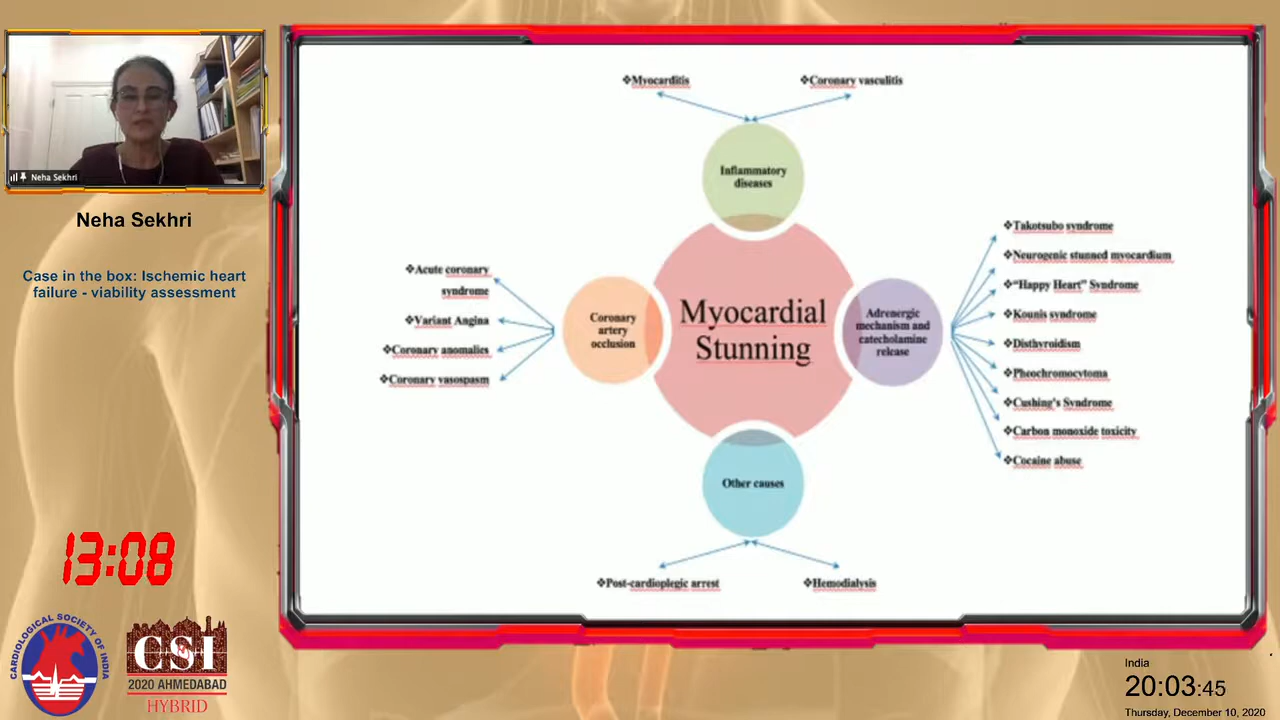 Neha Sekhri
Neha Sekhri
Case in the box: Ischemic heart
failure - viability assessment
13:08
CARDIOLOGICAL SOCIETY OF INDIA
CSI
2020 AHMEDABAD
HYBRID
❖Myocarditis
❖Coronary vasculitis
Inflammatory
diseases
❖Acute coronary
syndrome
❖Variant Angina
❖Coronary anomalies
❖Coronary vasospasm
Coronary
artery
occlusion
Myocardial
Stunning
Adrenergic
mechanism and
catecholamine
release
❖Takotsubo syndrome
❖Neurogenic stunned myocardium
❖“Happy Heart” Syndrome
❖Kounis syndrome
❖Disthyroidism
❖Pheochromocytoma
❖Cushing's Syndrome
❖Carbon monoxide toxicity
❖Cocaine abuse
Other causes
❖Post-cardioplegic arrest
❖Hemodialysis
India
20:03:45
Thursday, December 10, 2020